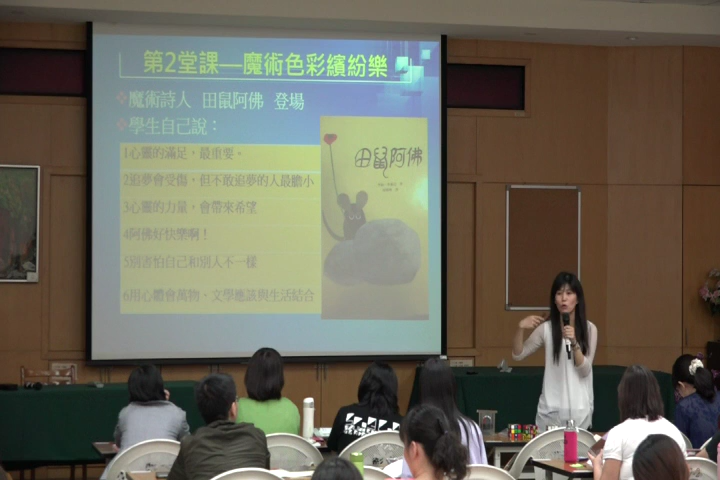 第2堂課—魔術色彩繽紛樂
魔術詩人 田鼠阿佛 登場
學生自己說：
1心靈的滿足，最重要。
2追夢會受傷，但不敢追夢的人最膽小
3心靈的力量，會帶來希望
4阿佛好快樂啊！
5別害怕自己和別人不一樣
6用心體會萬物，文學應該與生活結合
田鼠阿佛